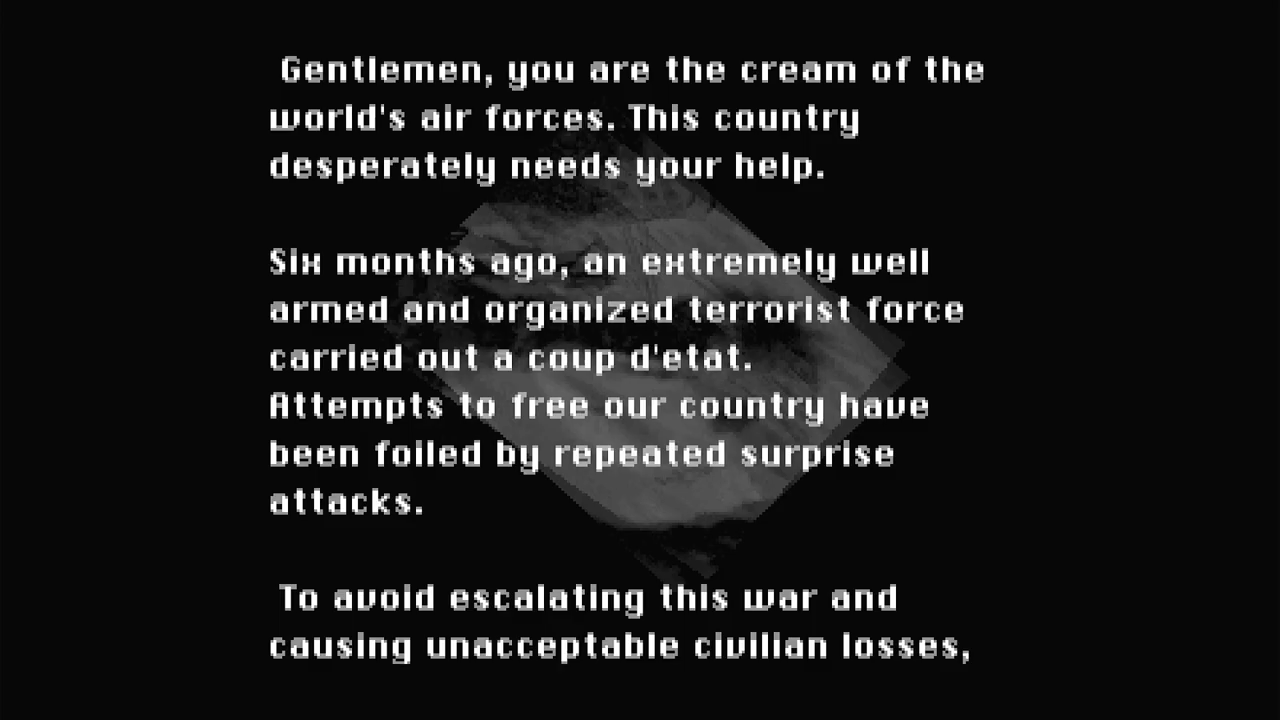 Gentlemen, you are the cream of the
world's air forces. This country
desperately needs your help.
Six months ago, an extremely well
armed and organized terrorist force
carried out a coup d'etat.
Attempts to free our country have
been foiled by repeated surprise
attacks.
To avoid escalating this war and
causing unacceptable civilian losses,